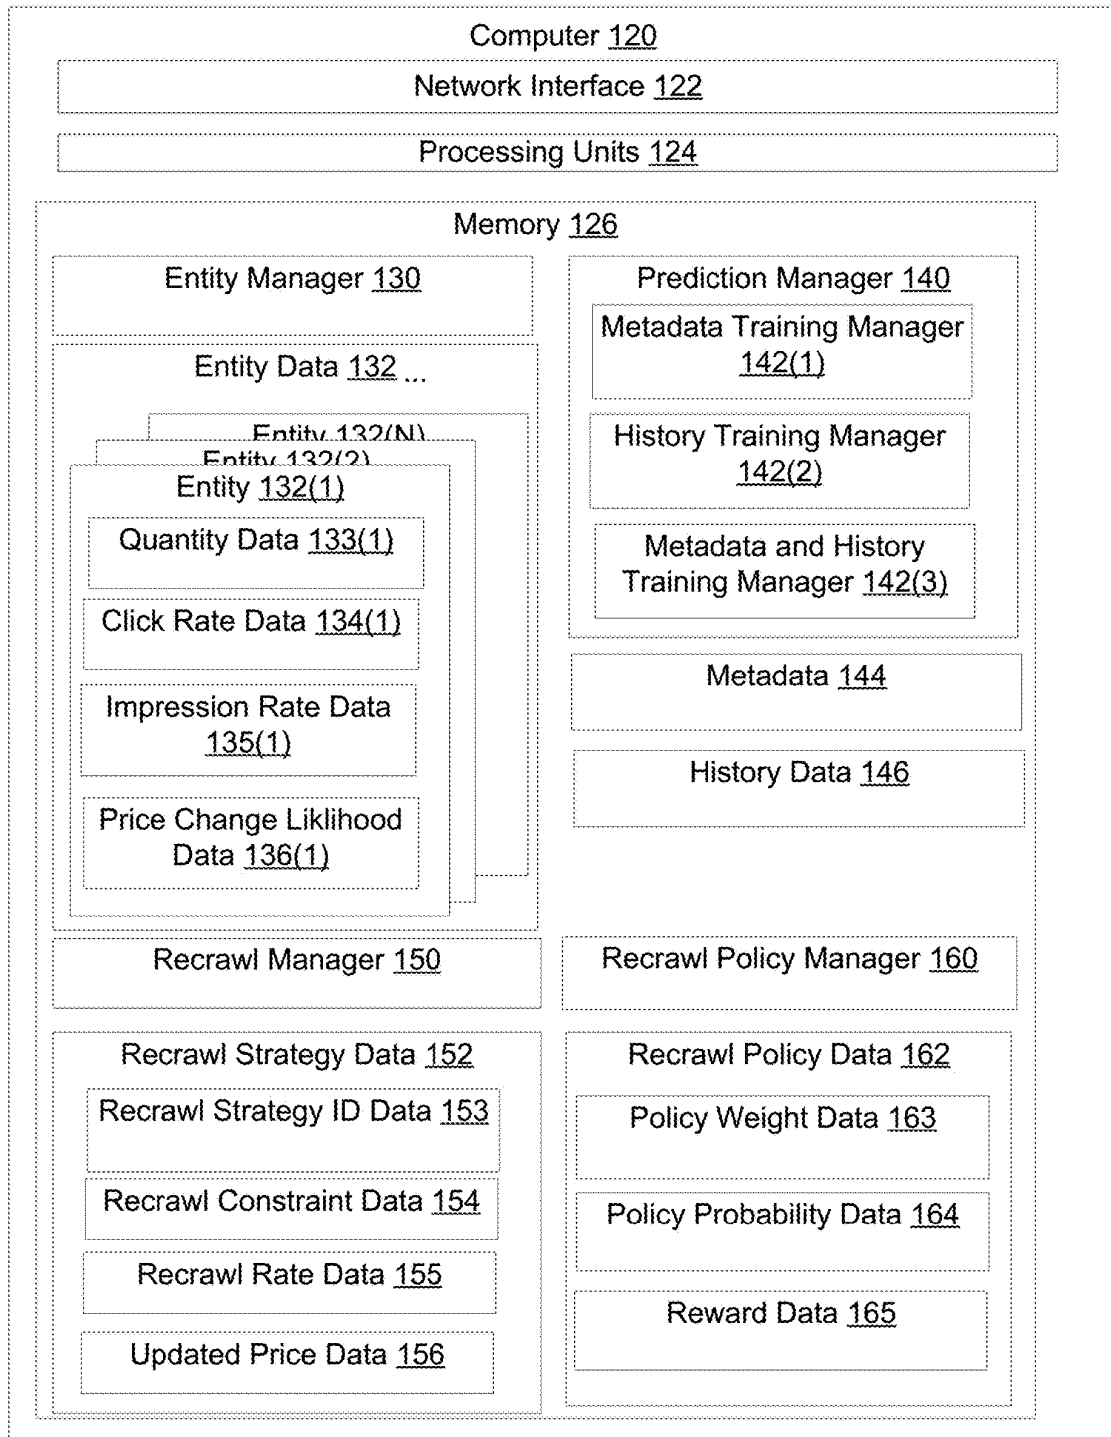 Computer 120
Network Interface 122
Processing Units 124
Memory 126
Entity Manager 130
Entity Data 132 ...
Entity 132(N)
Entity 132(2)
Entity 132(1)
Quantity Data 133(1)
Click Rate Data 134(1)
Impression Rate Data
135(1)
Price Change Liklihood
Data 136(1)
Prediction Manager 140
Metadata Training Manager
142(1)
History Training Manager
142(2)
Metadata and History
Training Manager 142(3)
Metadata 144
History Data 146
Recrawl Manager 150
Recrawl Policy Manager 160
Recrawl Strategy Data 152
Recrawl Strategy ID Data 153
Recrawl Constraint Data 154
Recrawl Rate Data 155
Updated Price Data 156
Recrawl Policy Data 162
Policy Weight Data 163
Policy Probability Data 164
Reward Data 165